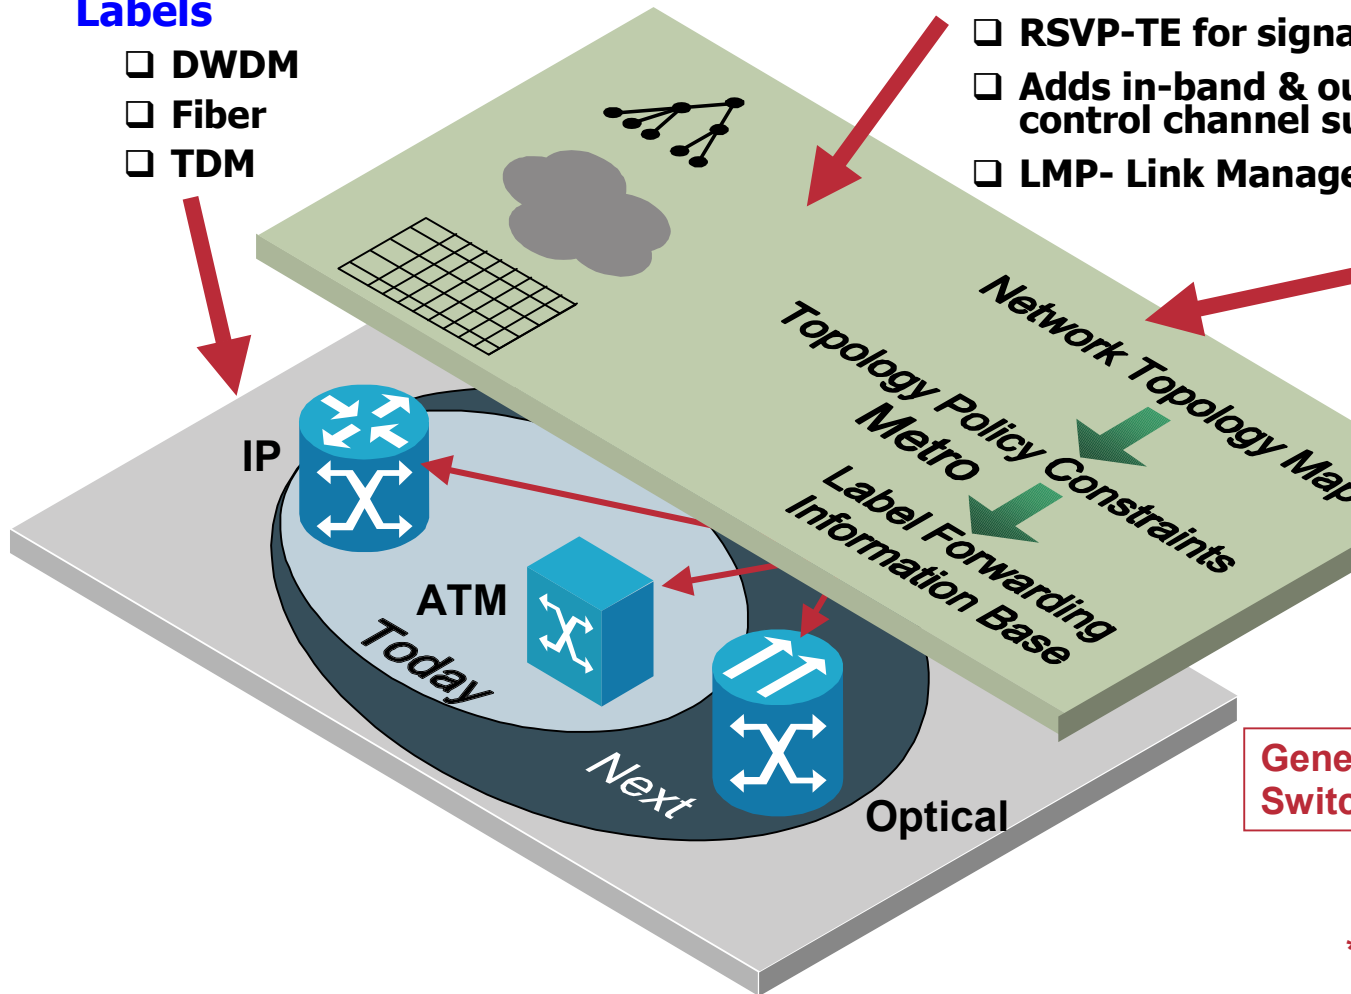 Labels
❑ DWDM
❑ Fiber
❑ TDM
❑ RSVP-TE for signa
❑ Adds in-band & ou
control channel su
❑ LMP- Link Manage
Network Topology Map
Topology Policy Constraints
Metro
Label Forwarding
Information Base
IP
ATM
Today
Next
Optical
Gene
Switc
*